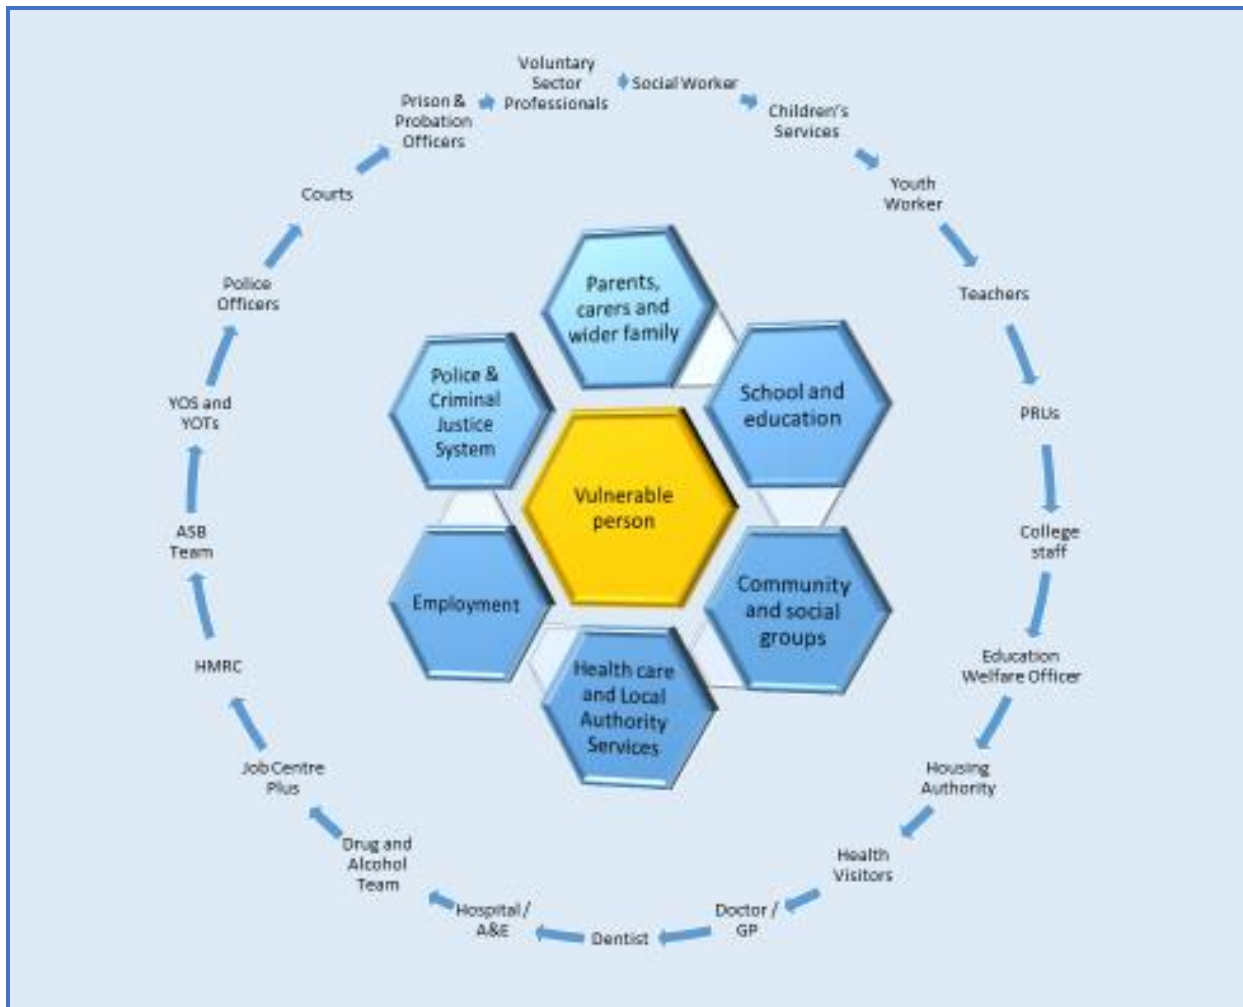 Voluntary
Sector
Professionals
Social Worker
Children's
Services
Youth
Worker
Teachers
PRUs
College
staff
Education
Welfare Officer
Housing
Authority
Health
Visitors
Doctor /
GP
Dentist
Hospital /
A&E
Drug and
Alcohol
Team
Job Centre
Plus
HMRC
ASB
Team
YOS and
YOTs
Police
Officers
Courts
Prison &
Probation
Officers
Parents,
carers and
wider family
School and
education
Community
and social
groups
Health care
and Local
Authority
Services
Employment
Police &
Criminal
Justice
System
Vulnerable
person